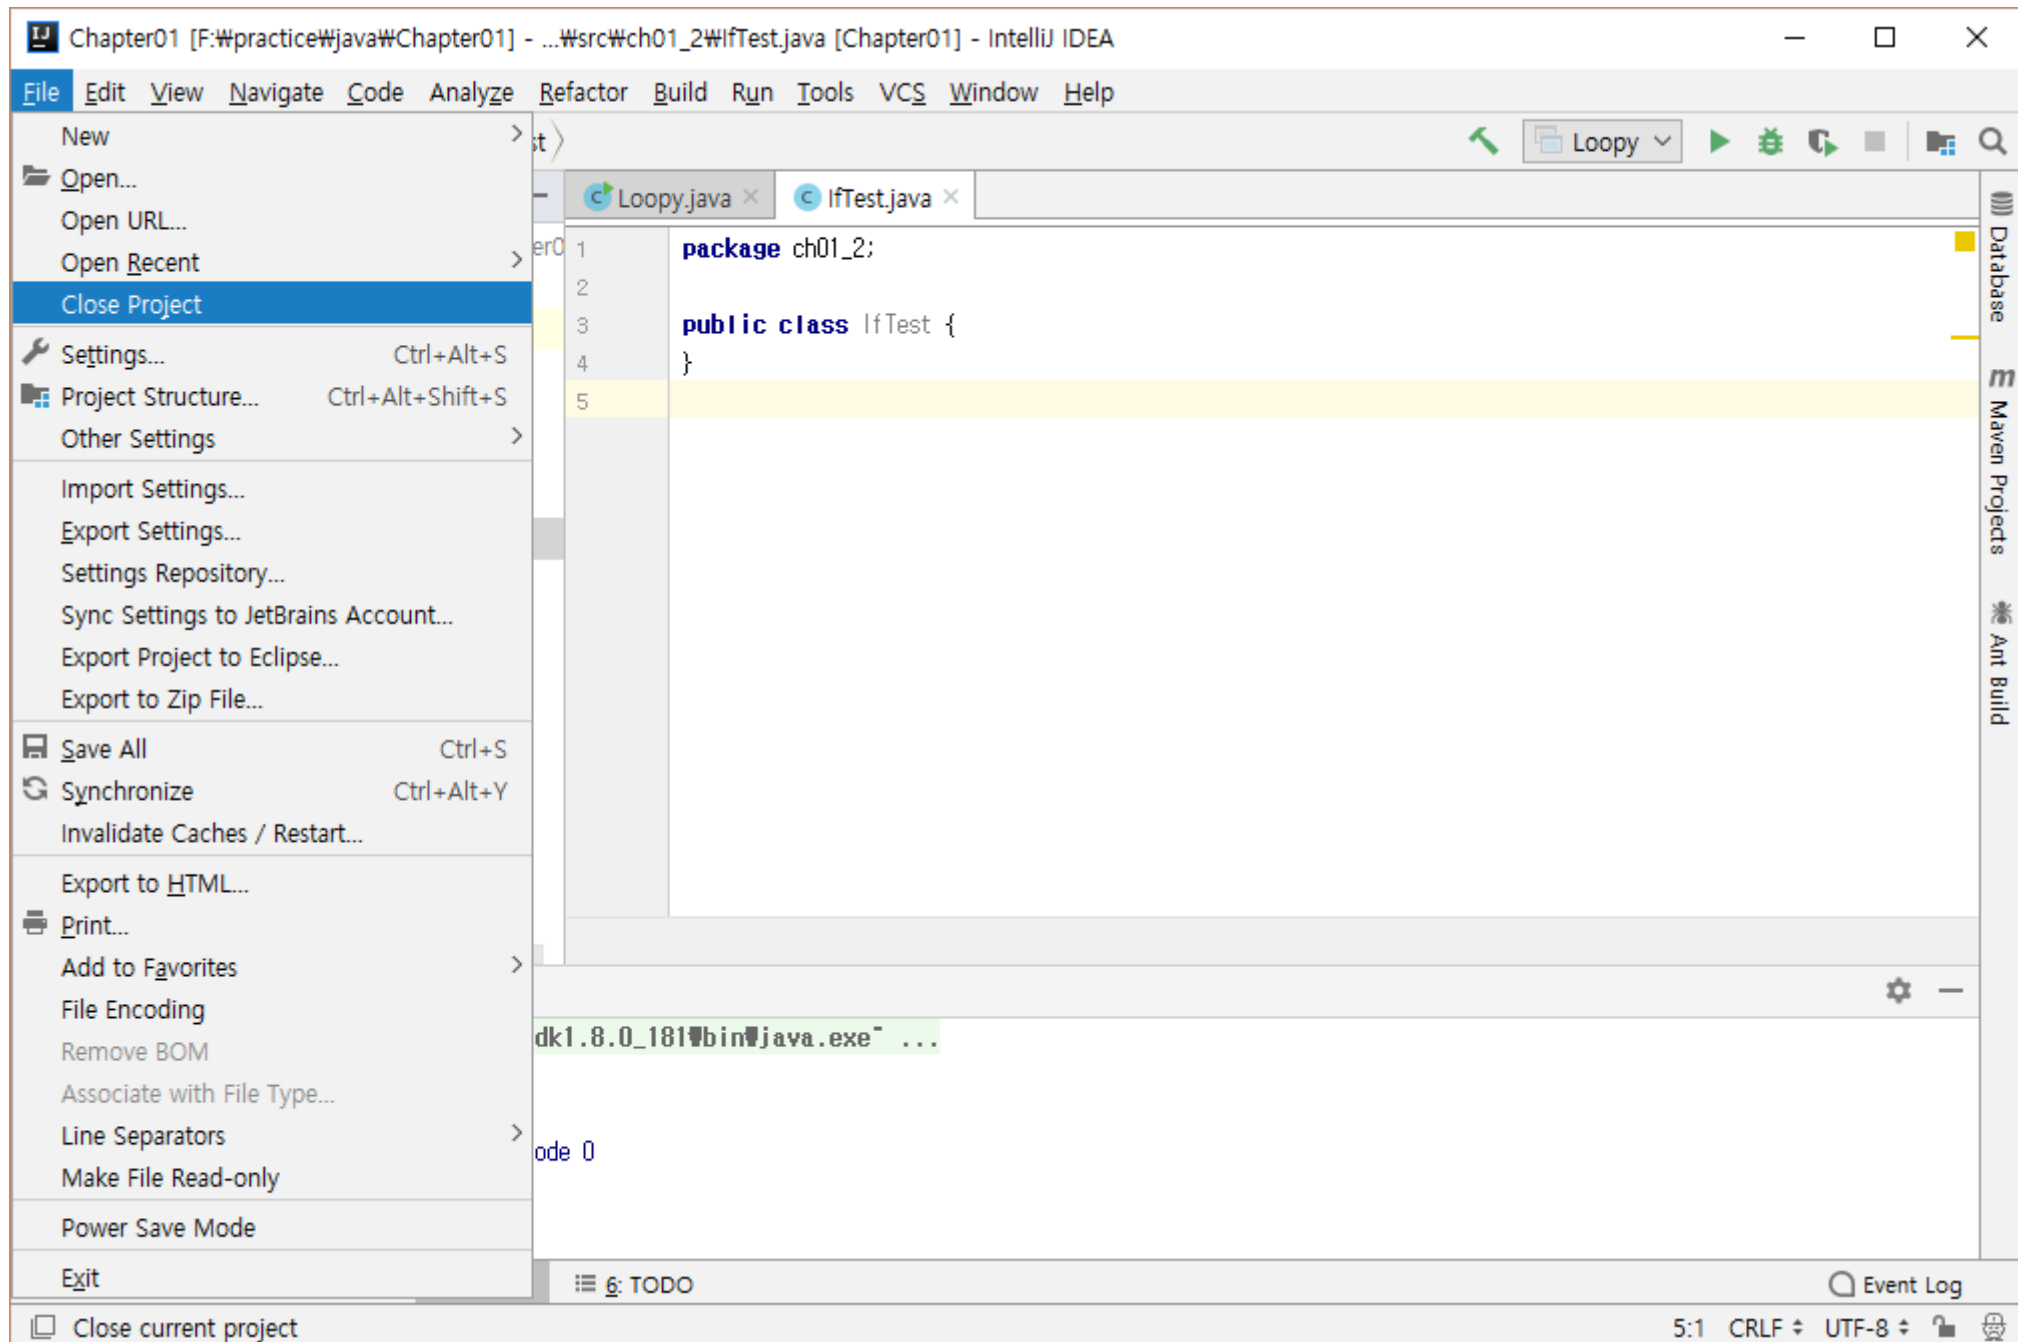 Chapter01 [F:₩practice₩java₩Chapter01] - ...₩src₩ch01_2₩IfTest.java [Chapter01] - IntelliJ IDEA
File Edit View Navigate Code Analyze Refactor Build Run Tools VCS Window Help
New
Open...
Open URL...
Open Recent
Close Project
Settings... Ctrl+Alt+S
Project Structure... Ctrl+Alt+Shift+S
Other Settings
Import Settings...
Export Settings...
Settings Repository...
Sync Settings to JetBrains Account...
Export Project to Eclipse...
Export to Zip File...
Save All Ctrl+S
Synchronize Ctrl+Alt+Y
Invalidate Caches / Restart...
Export to HTML...
Print...
Add to Favorites
File Encoding
Remove BOM
Associate with File Type...
Line Separators
Make File Read-only
Power Save Mode
Exit
st
Loopy
Loopy.java IfTest.java
er0
1 package ch01_2;
2
3 public class IfTest {
4 }
5
Database
Maven Projects
Ant Build
dk1.8.0_181₩bin₩java.exe" ...
ode 0
6: TODO
Event Log
Close current project
5:1 CRLF UTF-8